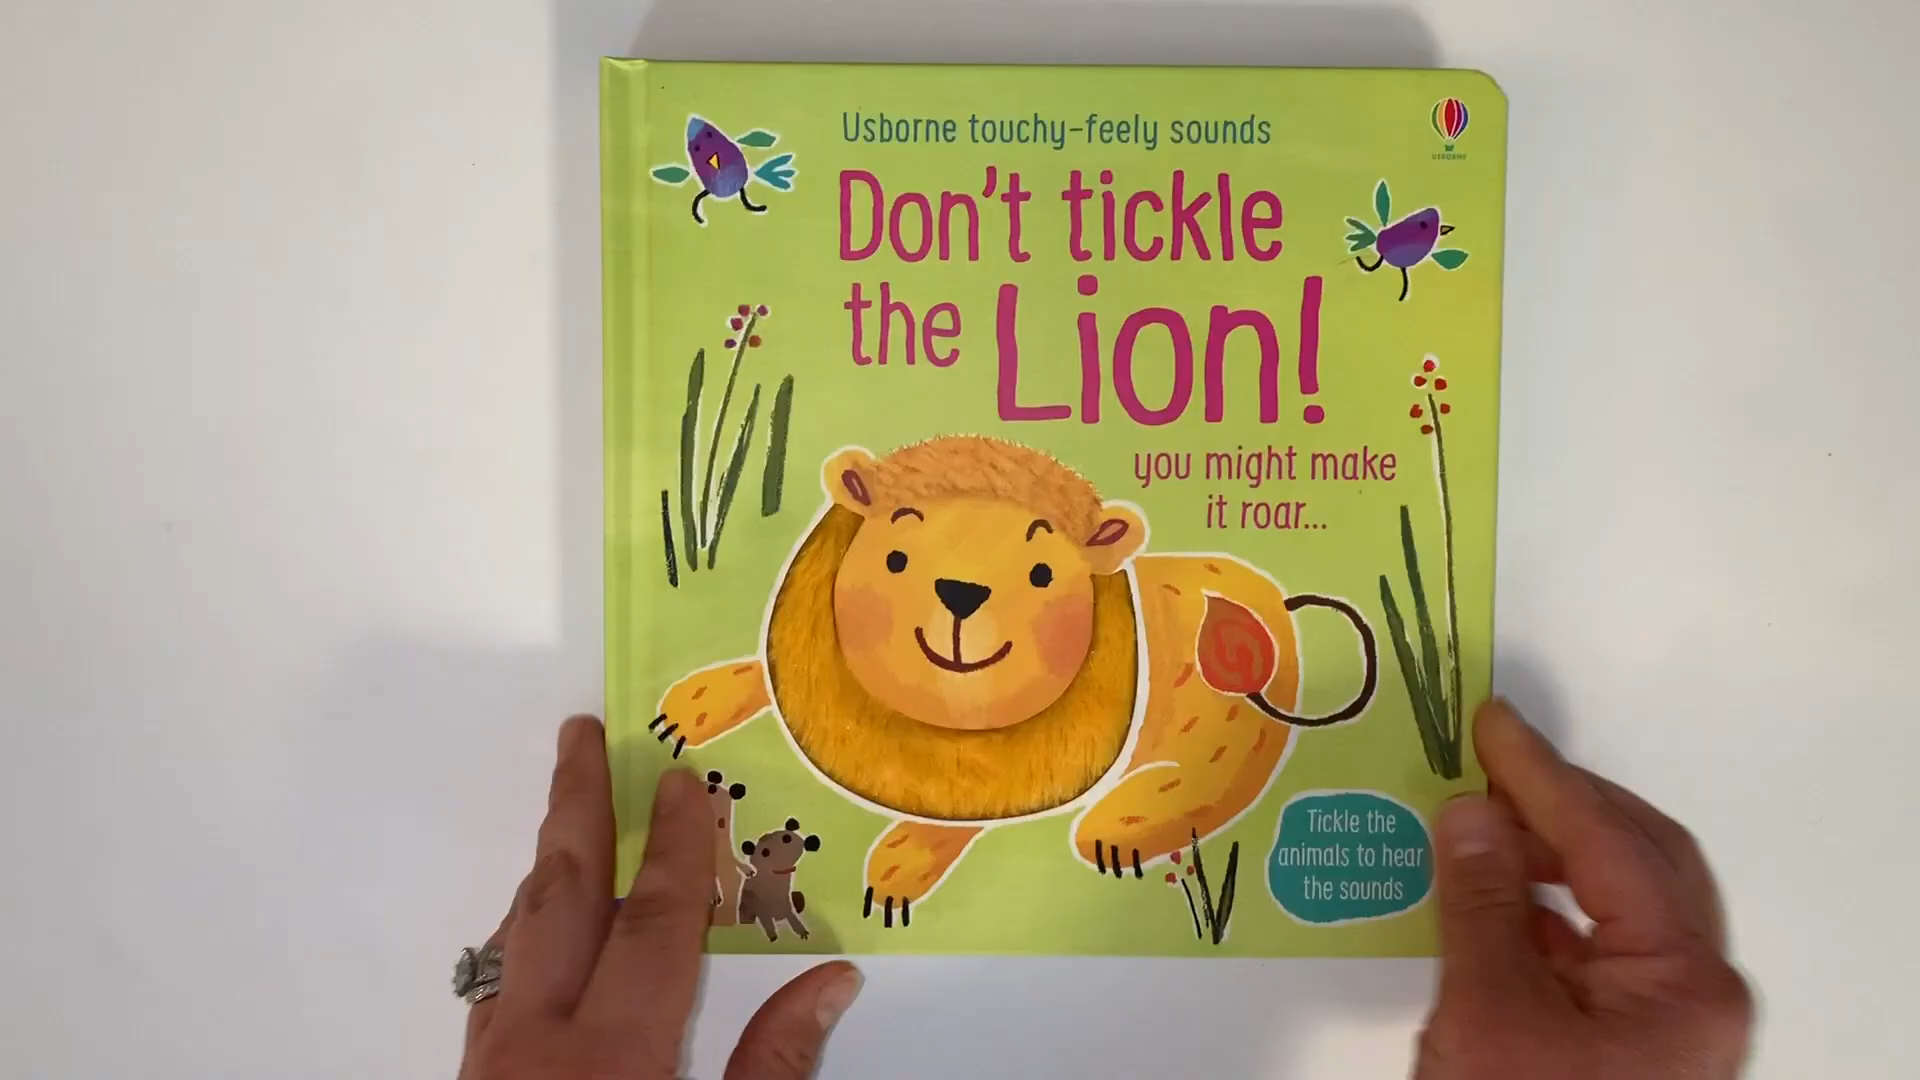 Usborne touchy-feely sounds
USBORNE
Don't tickle
the Lion!
you might make
it roar...
Tickle the
animals to hear
the sounds